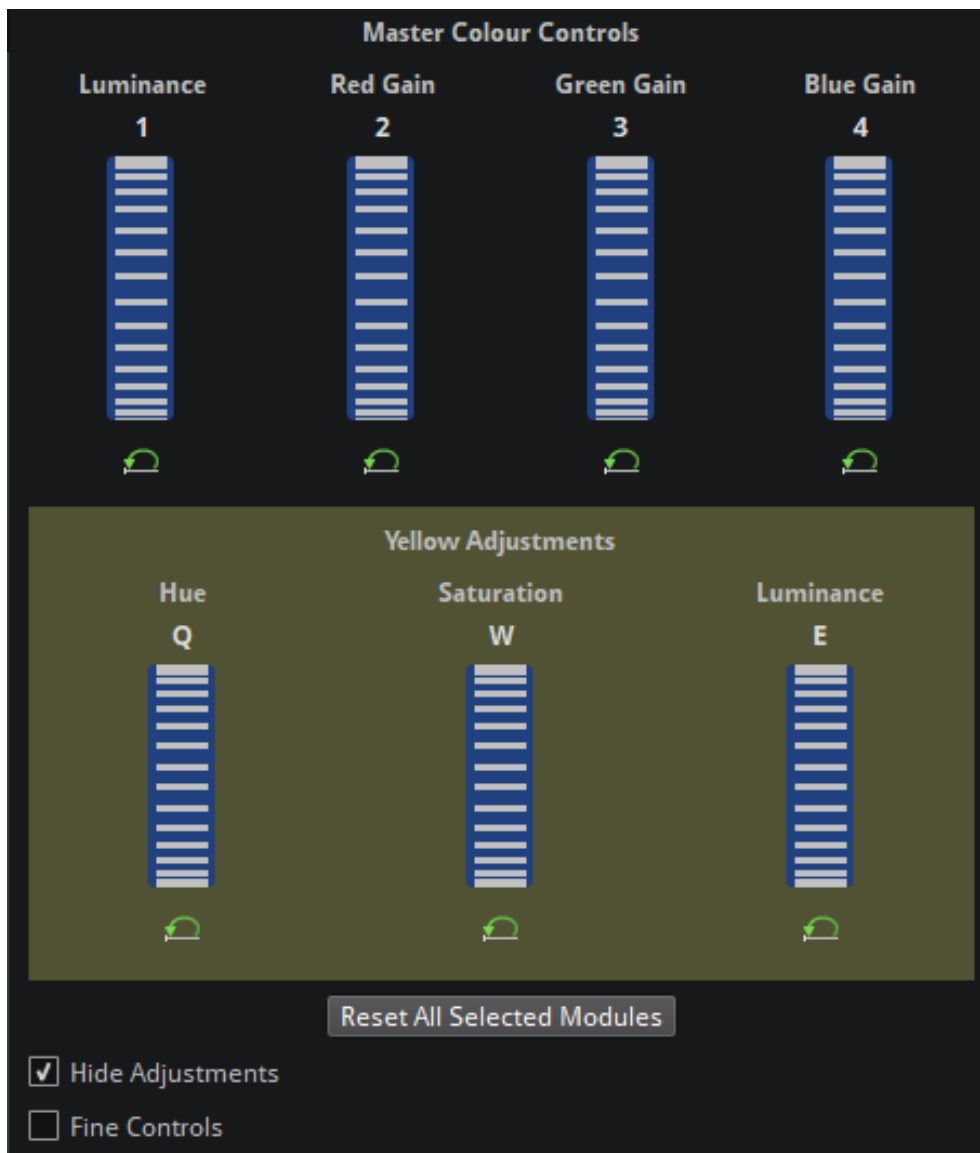 Master Colour Controls
Luminance Red Gain Green Gain Blue Gain
1 2 3 4
Yellow Adjustments
Hue Saturation Luminance
Q W E
Reset All Selected Modules
Hide Adjustments
Fine Controls